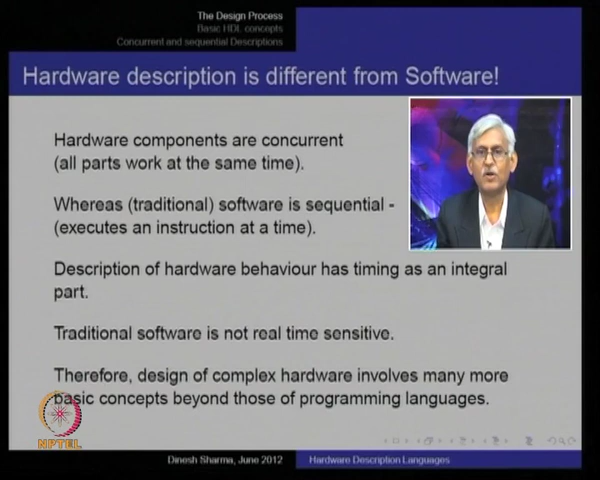 The Design Process
Basic HDL concepts
Concurrent and sequential Descriptions
Hardware description is different from Software!
Hardware components are concurrent
(all parts work at the same time).
Whereas (traditional) software is sequential -
(executes an instruction at a time).
Description of hardware behaviour has timing as an integral
part.
Traditional software is not real time sensitive.
Therefore, design of complex hardware involves many more
basic concepts beyond those of programming languages.
NPTEL
Dinesh Sharma, June 2012
Hardware Description Languages